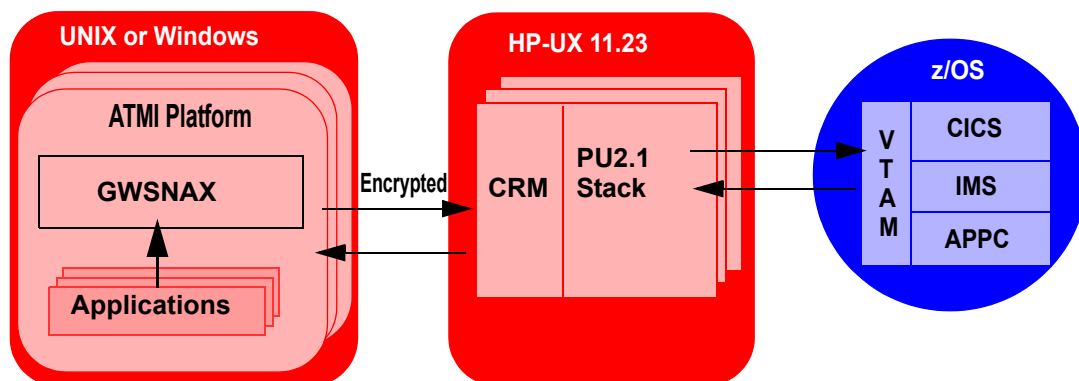 UNIX or Windows
ATMI Platform
GWSNAX
Applications
Encrypted
HP-UX 11.23
CRM
PU2.1
Stack
z/OS
V
T
A
M
CICS
IMS
APPC